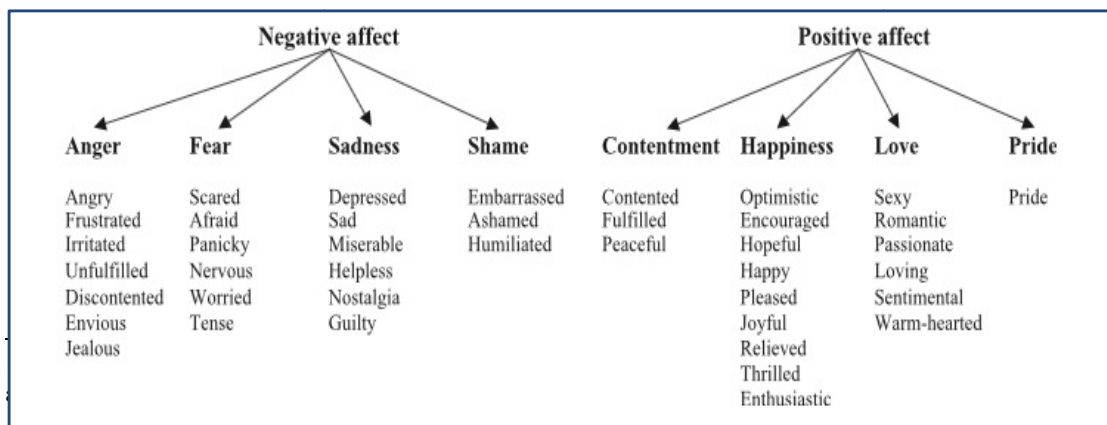 Negative affect Positive affect
Anger Fear Sadness Shame Contentment Happiness Love Pride
Angry Scared Depressed Embarrassed Contented Optimistic Sexy Pride
Frustrated Afraid Sad Ashamed Fulfilled Encouraged Romantic
Irritated Panicky Miserable Humiliated Peaceful Hopeful Passionate
Unfulfilled Nervous Helpless Happy Loving
Discontented Worried Nostalgia Pleased Sentimental
Envious Tense Guilty Joyful Warm-hearted
Jealous Relieved
Thrilled
Enthusiastic